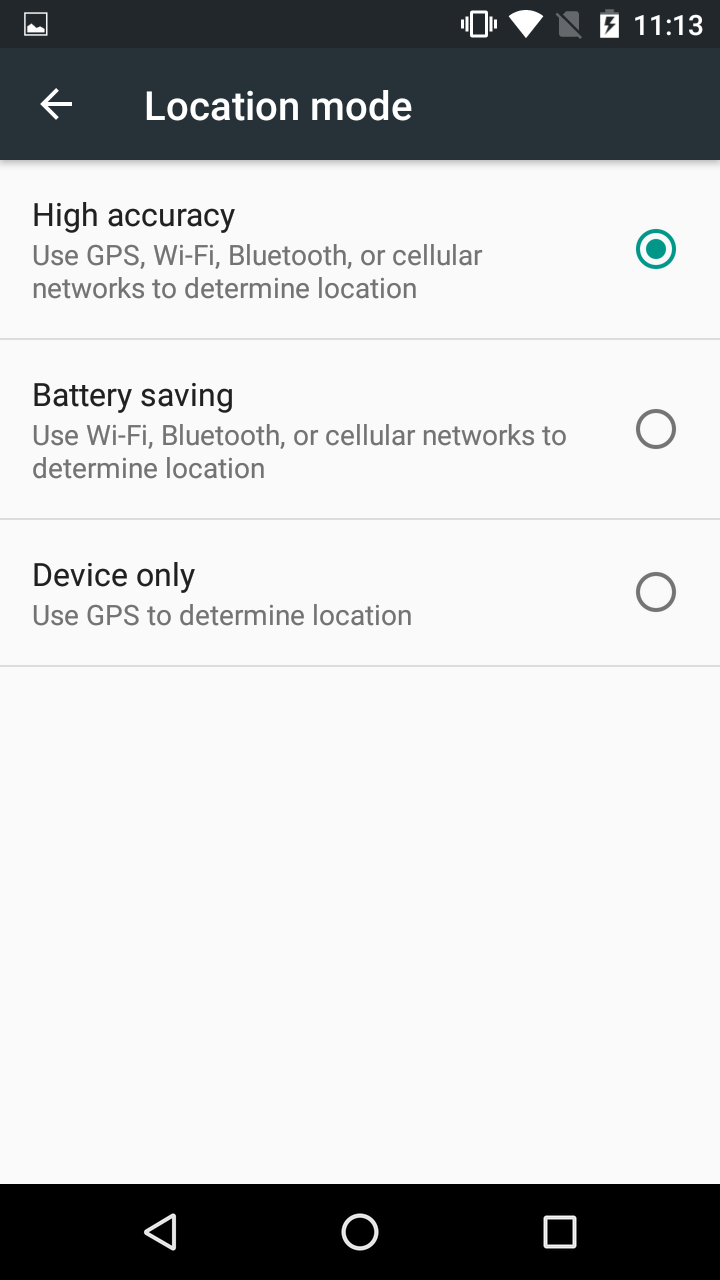 11:13
Location mode
High accuracy
Use GPS, Wi-Fi, Bluetooth, or cellular
networks to determine location
Battery saving
Use Wi-Fi, Bluetooth, or cellular networks to
determine location
Device only
Use GPS to determine location